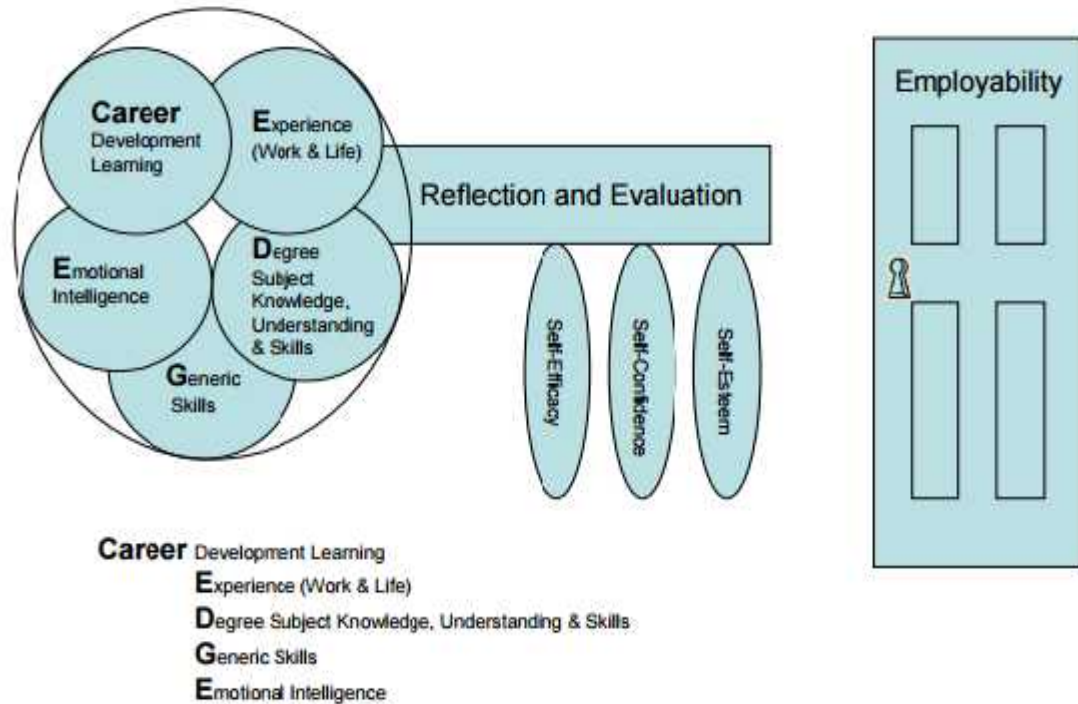 Career
Development
Learning
Experience
(Work & Life)
Emotional
Intelligence
Degree
Subject
Knowledge,
Understanding
& Skills
Generic
Skills
Reflection and Evaluation
Self-Efficacy
Self-Confidence
Self-Esteem
Employability
Career Development Learning
Experience (Work & Life)
Degree Subject Knowledge, Understanding & Skills
Generic Skills
Emotional Intelligence